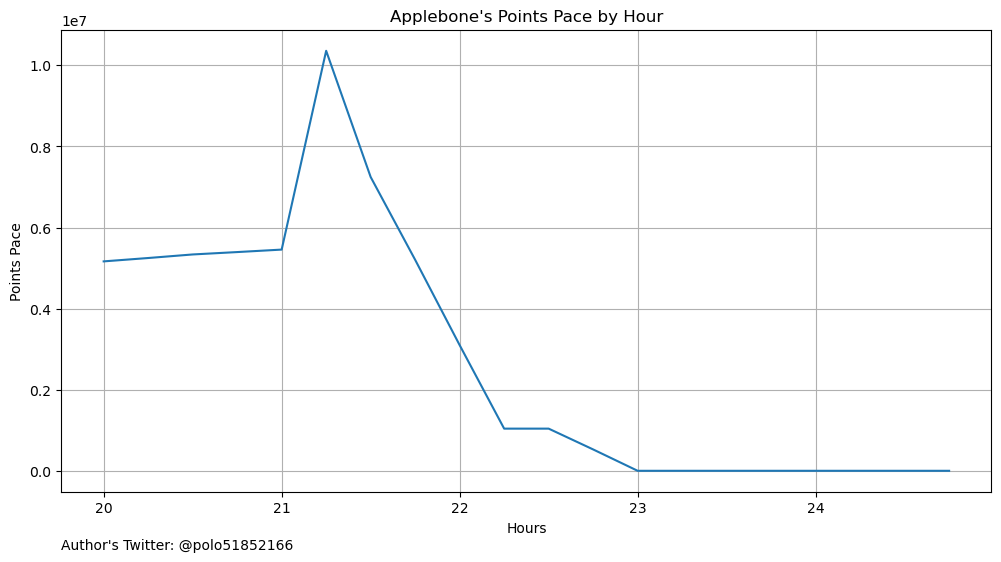 Applebone's Points Pace by Hour
1e7
1.0
0.8
0.6
0.4
0.2
0.0
Points Pace
20 21 22 23 24
Hours
Author's Twitter: @polo51852166